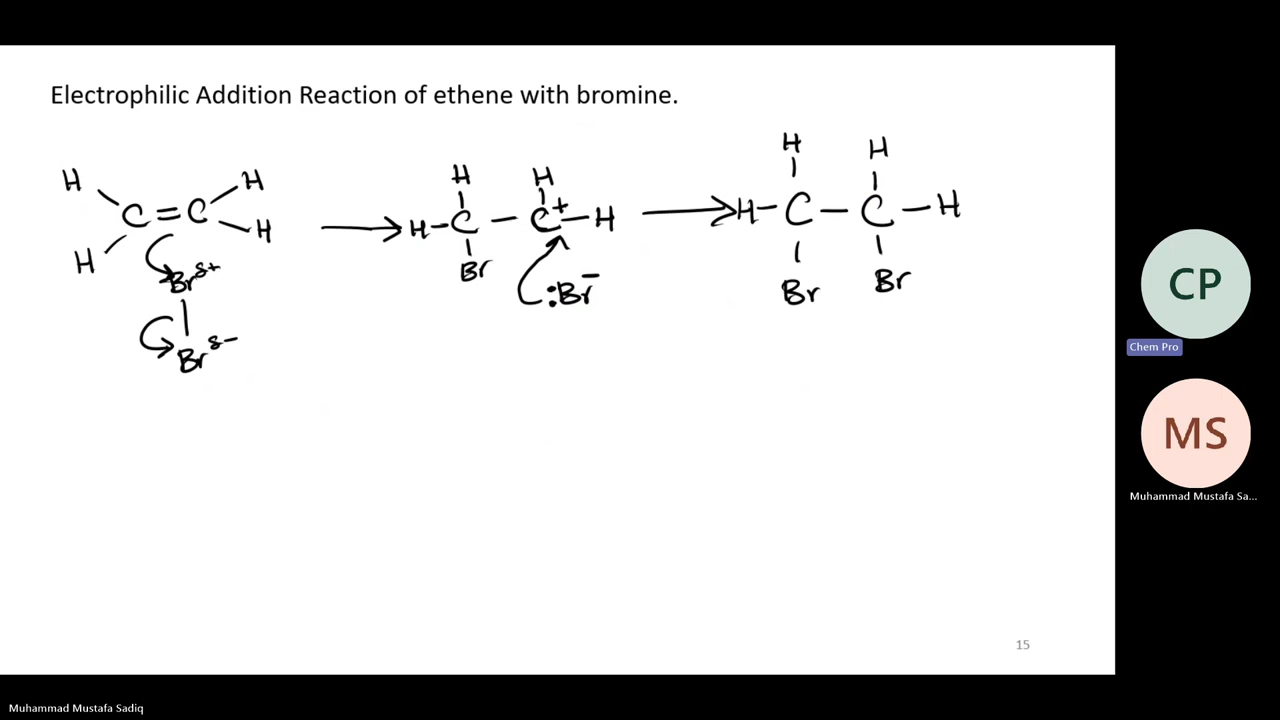 Electrophilic Addition Reaction of ethene with bromine.
H H H H H H
C=C H-C-C+-H H-C-C-H
H H Br :Br− Br Br
Brδ+
Brδ−
15
CP
Chem Pro
MS
Muhammad Mustafa Sa...
Muhammad Mustafa Sadiq